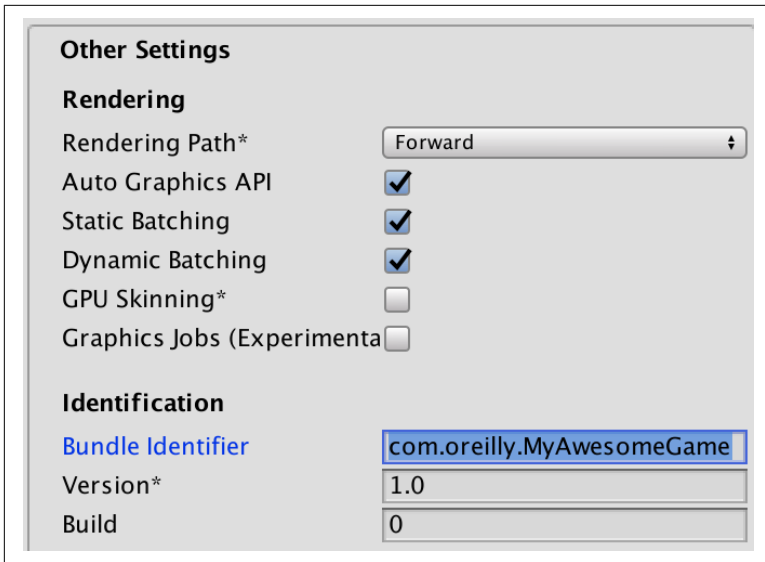 Other Settings
Rendering
Rendering Path* Forward
Auto Graphics API
Static Batching
Dynamic Batching
GPU Skinning*
Graphics Jobs (Experimenta
Identification
Bundle Identifier com.oreilly.MyAwesomeGame
Version* 1.0
Build 0